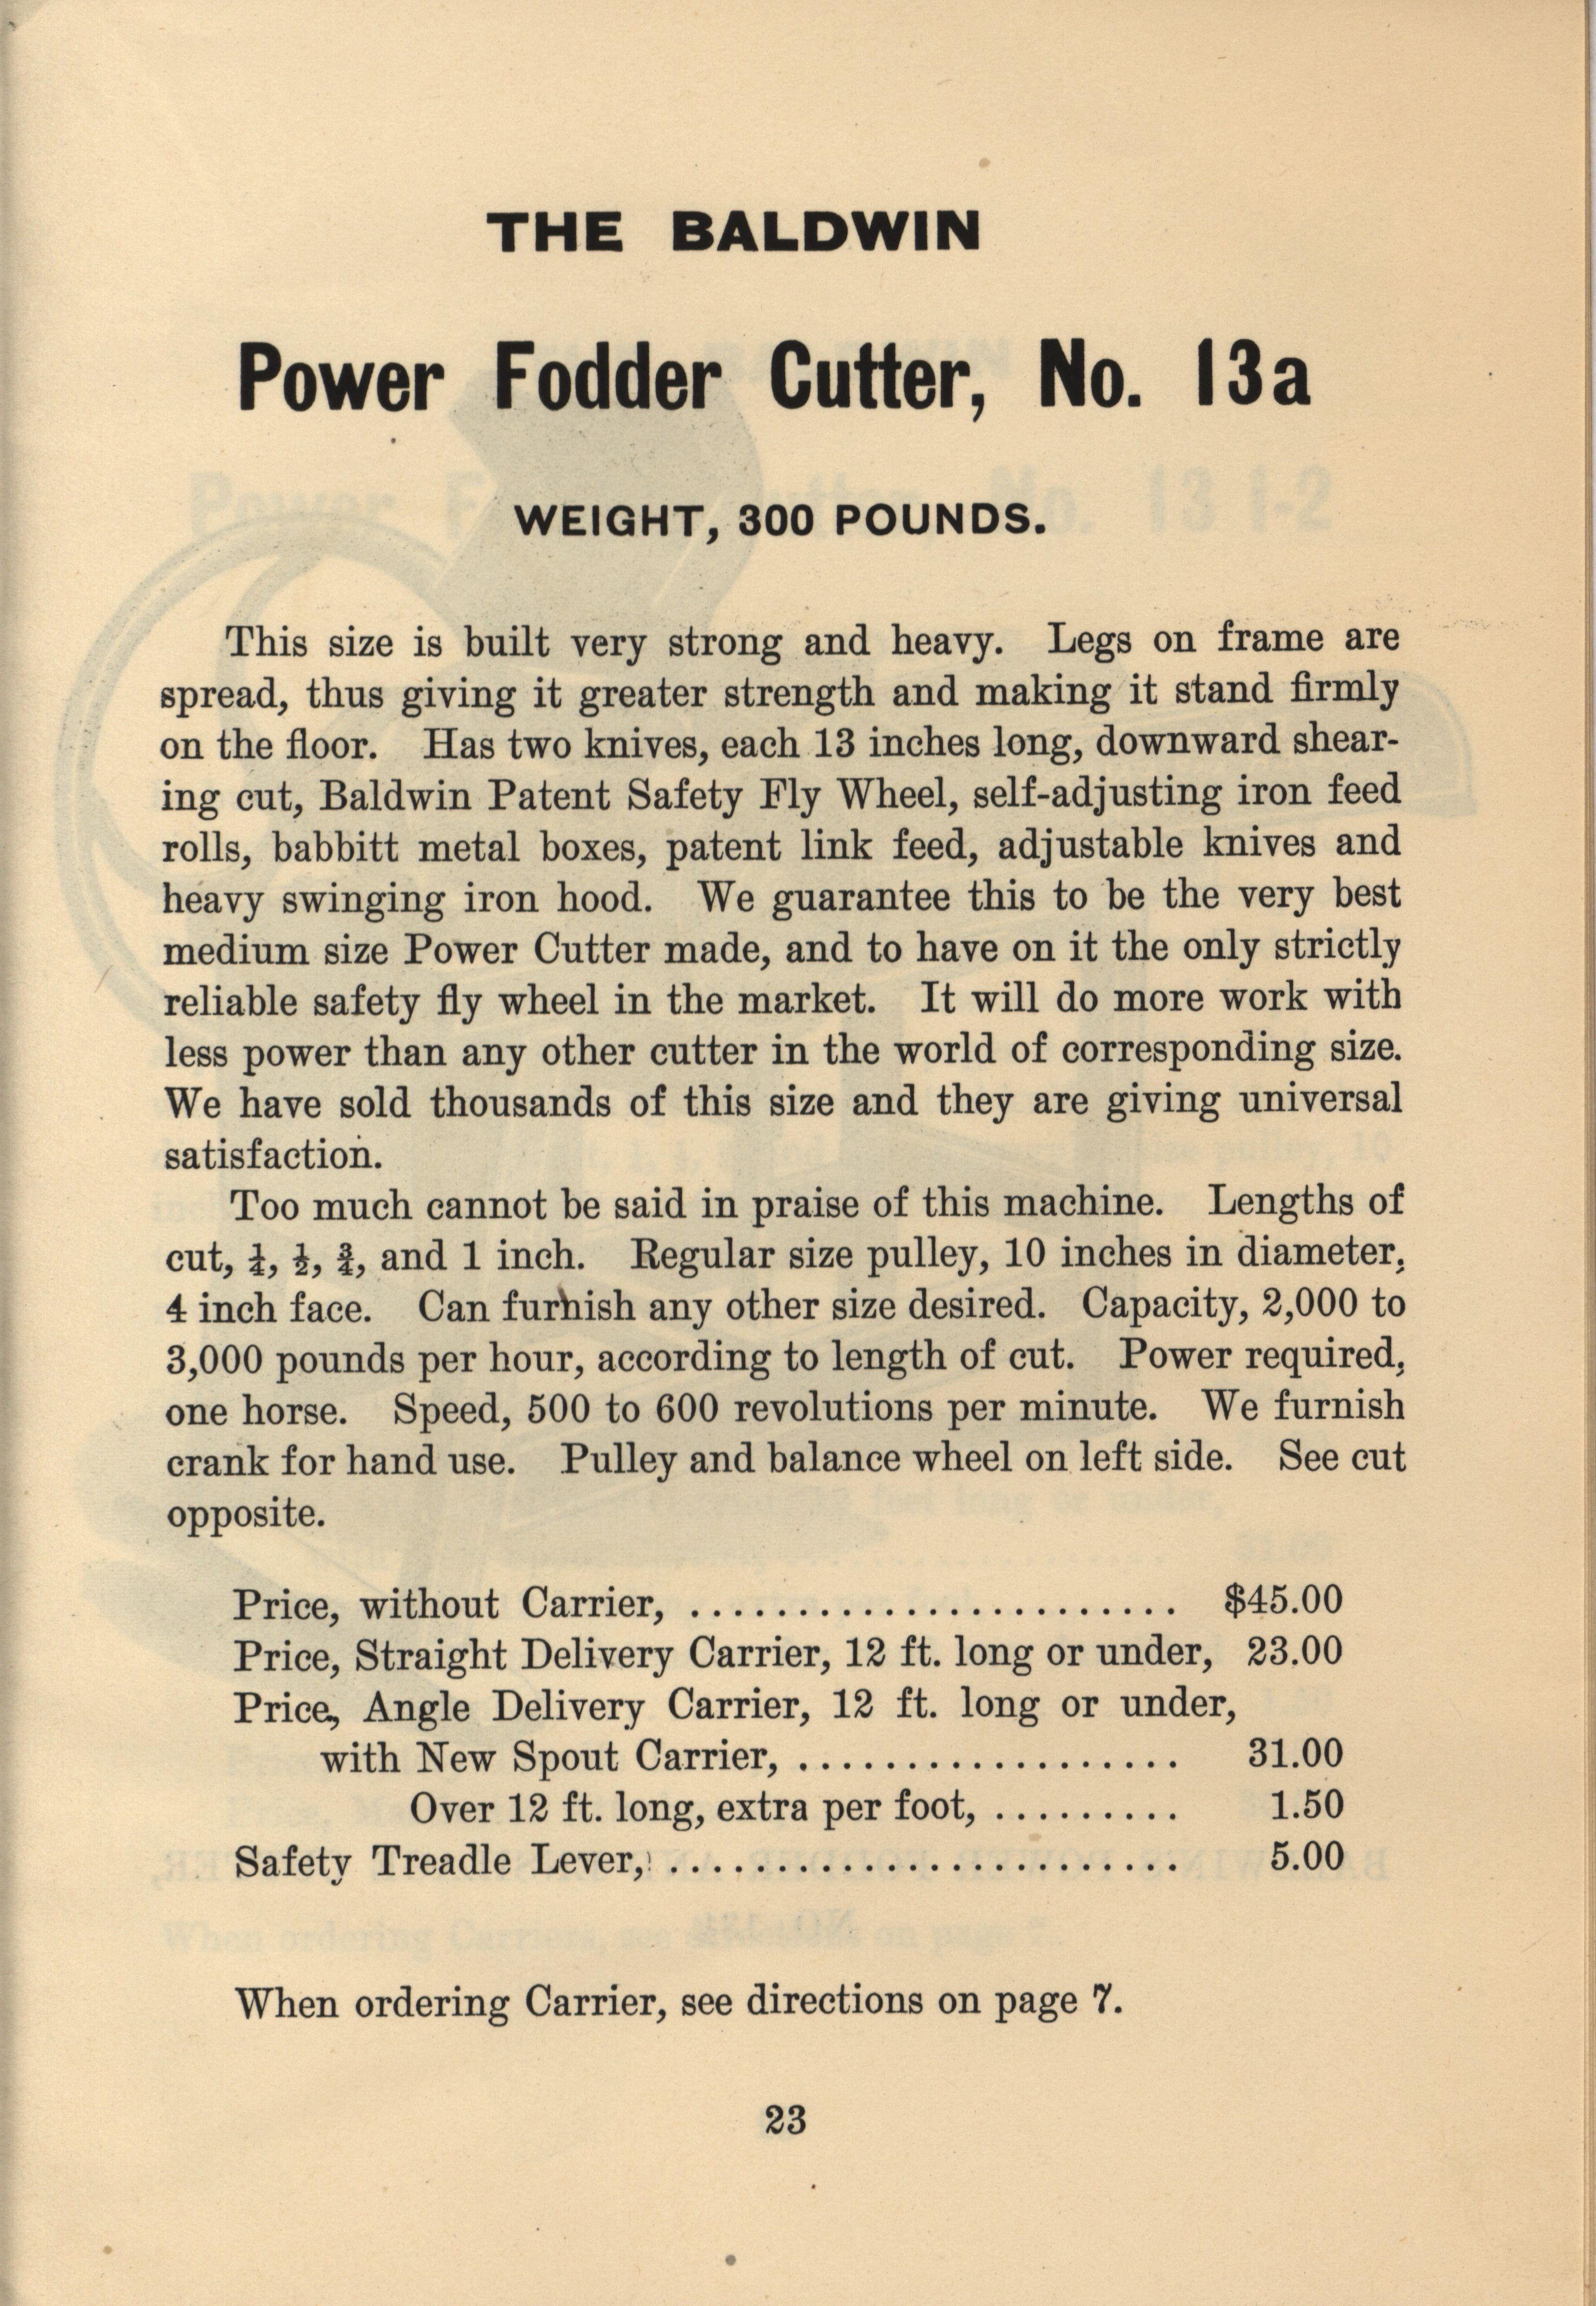 THE BALDWIN
Power Fodder Cutter, No. 13a
WEIGHT, 300 POUNDS.
This size is built very strong and heavy. Legs on frame are
spread, thus giving it greater strength and making it stand firmly
on the floor. Has two knives, each 13 inches long, downward shear-
ing cut, Baldwin Patent Safety Fly Wheel, self-adjusting iron feed
rolls, babbitt metal boxes, patent link feed, adjustable knives and
heavy swinging iron hood. We guarantee this to be the very best
medium size Power Cutter made, and to have on it the only strictly
reliable safety fly wheel in the market. It will do more work with
less power than any other cutter in the world of corresponding size.
We have sold thousands of this size and they are giving universal
satisfaction.
Too much cannot be said in praise of this machine. Lengths of
cut, ¼, ½, ¾, and 1 inch. Regular size pulley, 10 inches in diameter,
4 inch face. Can furnish any other size desired. Capacity, 2,000 to
3,000 pounds per hour, according to length of cut. Power required,
one horse. Speed, 500 to 600 revolutions per minute. We furnish
crank for hand use. Pulley and balance wheel on left side. See cut
opposite.
Price, without Carrier, ....................... $45.00
Price, Straight Delivery Carrier, 12 ft. long or under, 23.00
Price, Angle Delivery Carrier, 12 ft. long or under,
with New Spout Carrier, .................. 31.00
Over 12 ft. long, extra per foot, ......... 1.50
Safety Treadle Lever, ........................ 5.00
When ordering Carrier, see directions on page 7.
23